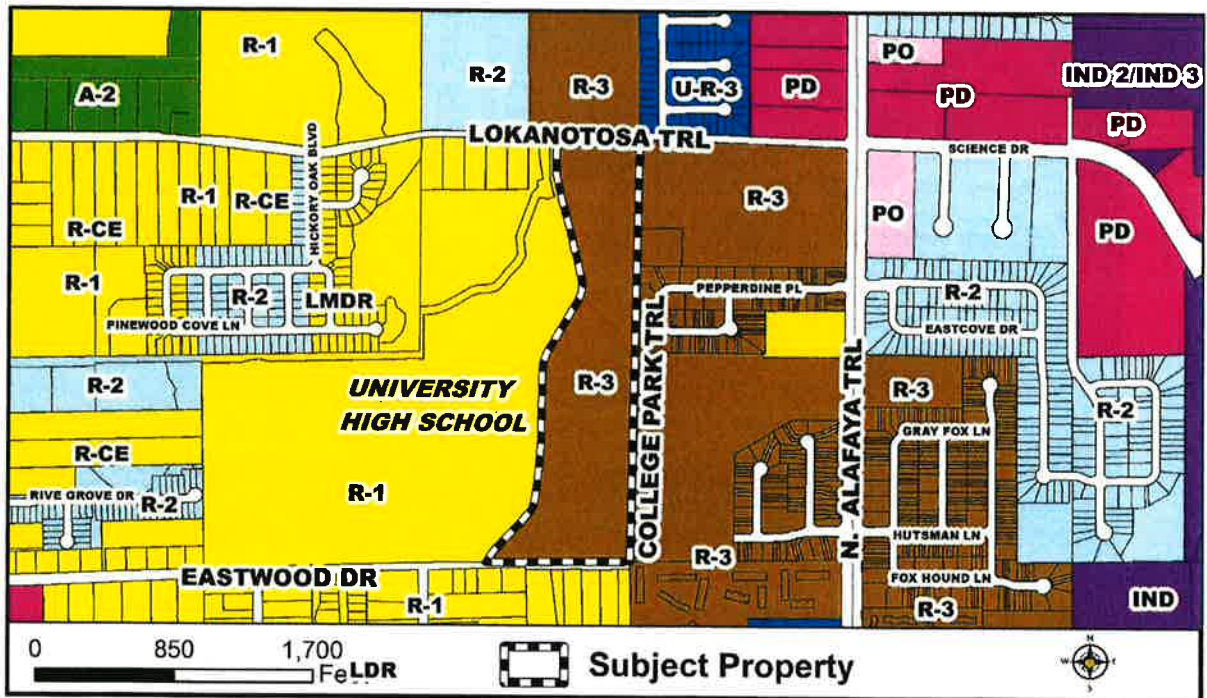 R-1
R-2
R-3
U-R-3
PD
PO
PD
IND 2/IND 3
A-2
PD
LOKANOTOSA TRL
SCIENCE DR
HICKORY OAK BLVD
R-1
R-CE
R-CE
R-3
PO
PD
R-1
R-2
LMDR
PEPPERDINE PL
R-2
PINEWOOD COVE LN
EASTCOVE DR
COLLEGE PARK TRL
N. ALAFAYA TRL
R-2
UNIVERSITY
HIGH SCHOOL
R-3
R-3
R-2
GRAY FOX LN
R-CE
RIVE GROVE DR
R-2
R-1
HUTSMAN LN
R-3
EASTWOOD DR
FOX HOUND LN
R-1
R-3
IND
0 850 1,700
Fe LDR
Subject Property
N
W E
S